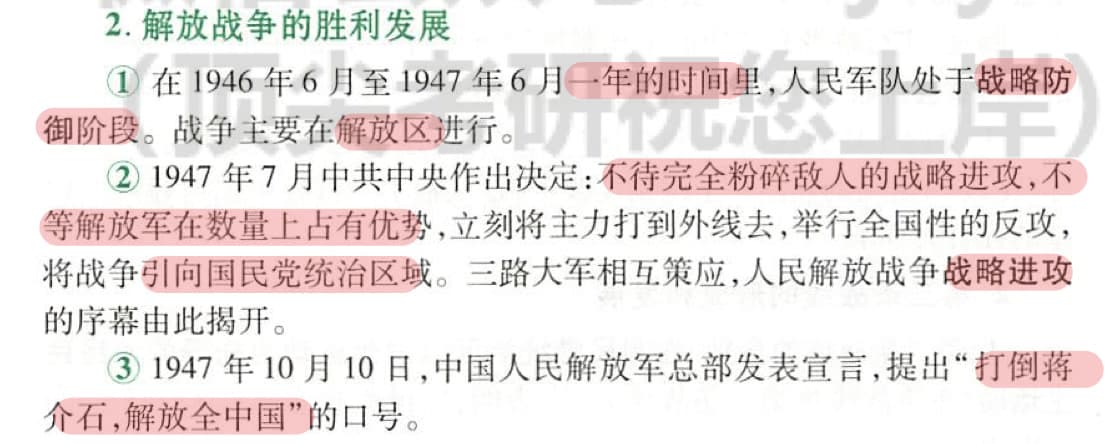 2. 解放战争的胜利发展
① 在 1946 年 6 月至 1947 年 6 月一年的时间里,人民军队处于战略防
御阶段。战争主要在解放区进行。
② 1947 年 7 月中共中央作出决定:不待完全粉碎敌人的战略进攻,不
等解放军在数量上占有优势,立刻将主力打到外线去,举行全国性的反攻,
将战争引向国民党统治区域。三路大军相互策应,人民解放战争战略进攻
的序幕由此揭开。
③ 1947 年 10 月 10 日,中国人民解放军总部发表宣言,提出“打倒蒋
介石,解放全中国”的口号。
(顶尖考研祝您上岸)